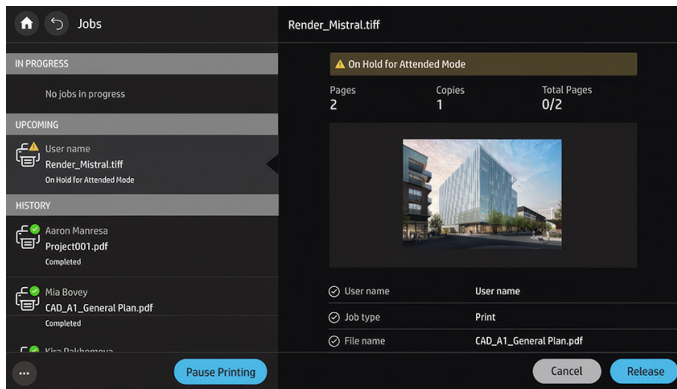 Jobs
IN PROGRESS
No jobs in progress
UPCOMING
User name
Render_Mistral.tiff
On Hold for Attended Mode
HISTORY
Aaron Manresa
Project001.pdf
Completed
Mia Bovey
CAD_A1_General Plan.pdf
Completed
Pause Printing
Render_Mistral.tiff
On Hold for Attended Mode
Pages Copies Total Pages
2 1 0/2
User name User name
Job type Print
File name CAD_A1_General Plan.pdf
Cancel Release